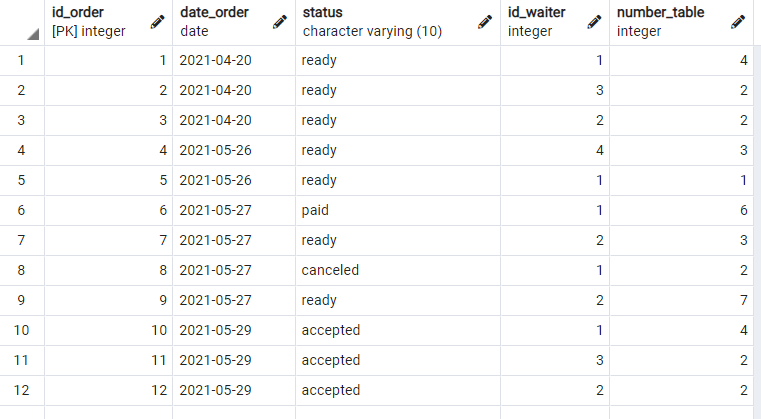 id_order date_order status id_waiter number_table
[PK] integer date character varying (10) integer integer
1 1 2021-04-20 ready 1 4
2 2 2021-04-20 ready 3 2
3 3 2021-04-20 ready 2 2
4 4 2021-05-26 ready 4 3
5 5 2021-05-26 ready 1 1
6 6 2021-05-27 paid 1 6
7 7 2021-05-27 ready 2 3
8 8 2021-05-27 canceled 1 2
9 9 2021-05-27 ready 2 7
10 10 2021-05-29 accepted 1 4
11 11 2021-05-29 accepted 3 2
12 12 2021-05-29 accepted 2 2